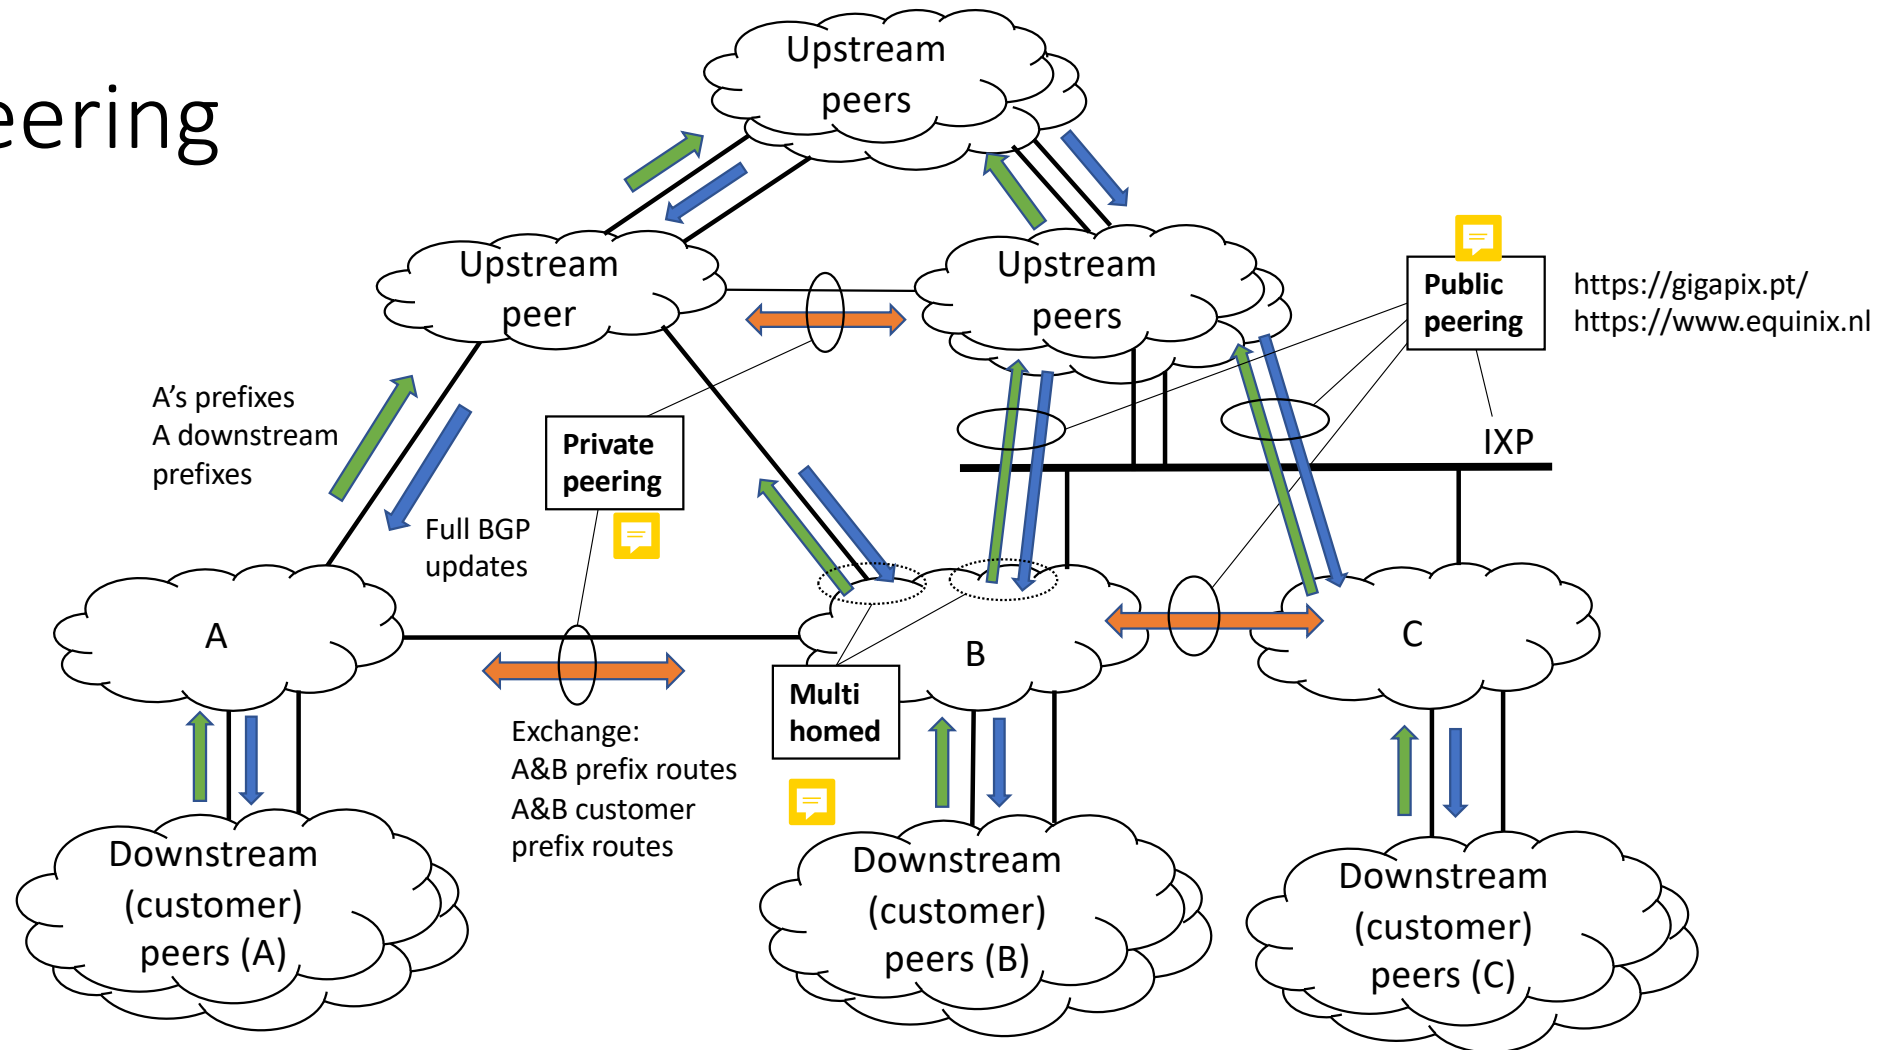 eering
Upstream
peers
Upstream
peer
Upstream
peers
Public
peering
https://gigapix.pt/
https://www.equinix.nl
A’s prefixes
A downstream
prefixes
Private
peering
IXP
Full BGP
updates
A
B
C
Multi
homed
Exchange:
A&B prefix routes
A&B customer
prefix routes
Downstream
(customer)
peers (A)
Downstream
(customer)
peers (B)
Downstream
(customer)
peers (C)